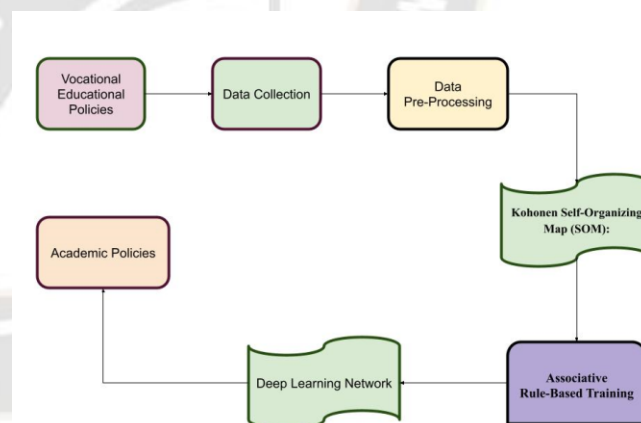 Vocational
Educational
Policies
Data Collection
Data
Pre-Processing
Kohonen Self-Organizing
Map (SOM):
Associative
Rule-Based Training
Deep Learning Network
Academic Policies